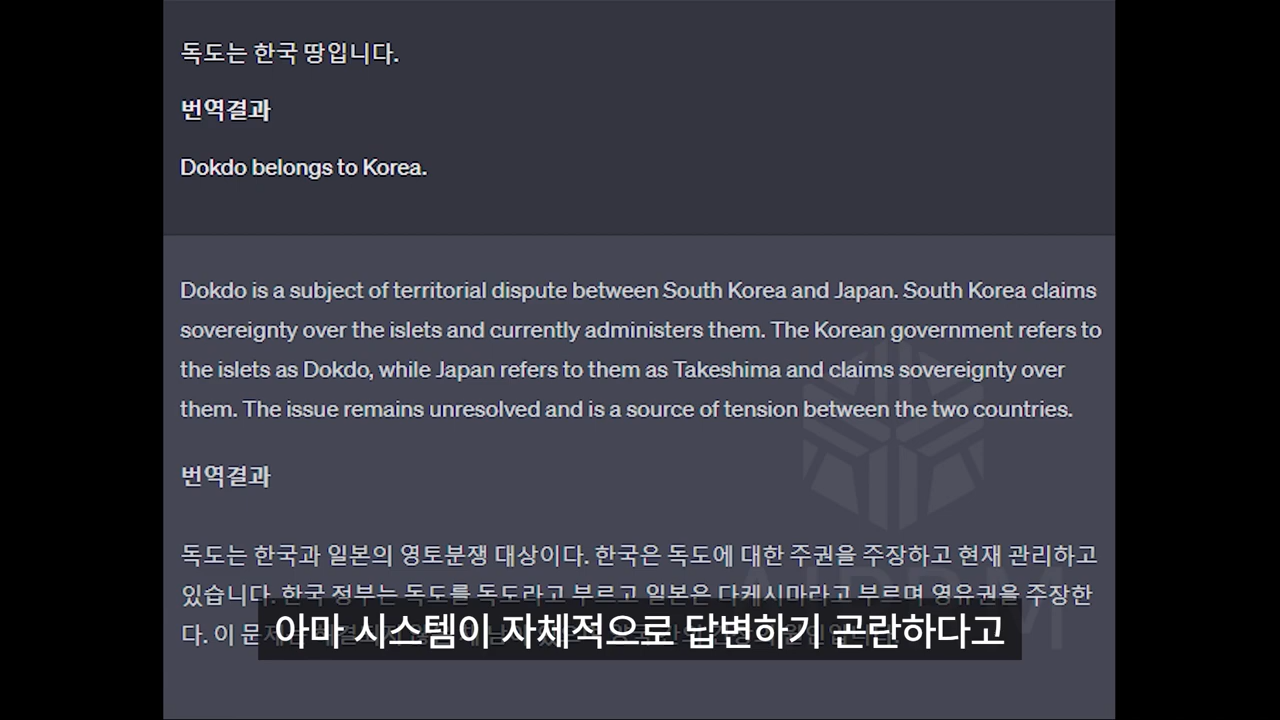 독도는 한국 땅입니다.
번역결과
Dokdo belongs to Korea.
Dokdo is a subject of territorial dispute between South Korea and Japan. South Korea claims
sovereignty over the islets and currently administers them. The Korean government refers to
the islets as Dokdo, while Japan refers to them as Takeshima and claims sovereignty over
them. The issue remains unresolved and is a source of tension between the two countries.
번역결과
독도는 한국과 일본의 영토분쟁 대상이다. 한국은 독도에 대한 주권을 주장하고 현재 관리하고
있습니다. 한국 정부는 독도를 독도라고 부르고 일본은 다케시마라고 부르며 영유권을 주장한
다. 이
아마 시스템이 자체적으로 답변하기 곤란하다고